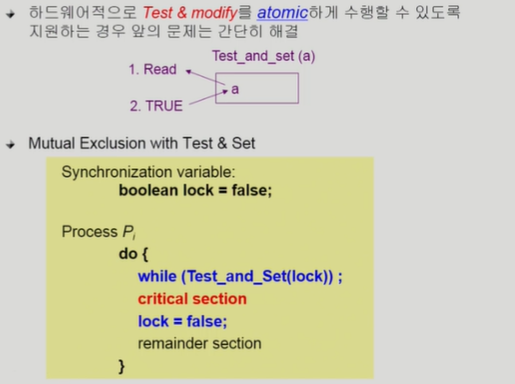 하드웨어적으로 Test & modify를 atomic하게 수행할 수 있도록
지원하는 경우 앞의 문제는 간단히 해결
Test_and_set (a)
1. Read
a
2. TRUE
Mutual Exclusion with Test & Set
Synchronization variable:
boolean lock = false;
Process Pi
do {
while (Test_and_Set(lock)) ;
critical section
lock = false;
remainder section
}